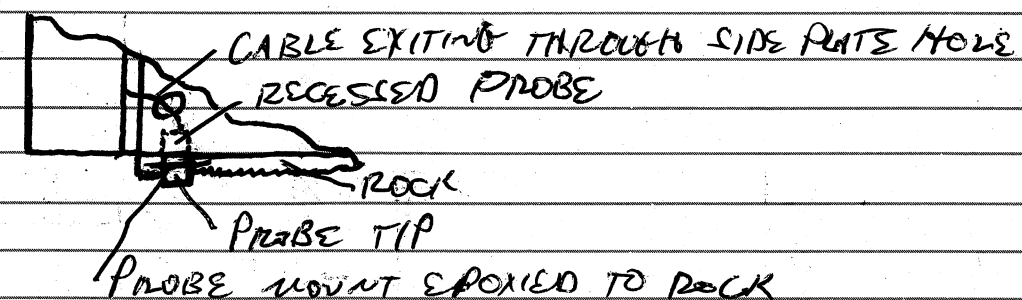 CABLE EXITING THROUGH SIDE PLATE HOLE
RECESSED PROBE
ROCK
PROBE TIP
PROBE MOUNT EPOXIED TO ROCK